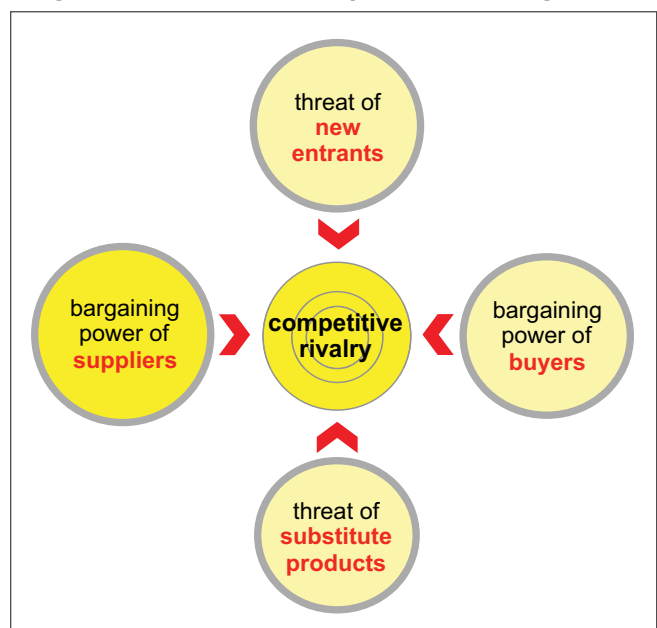 threat of
new
entrants
bargaining
power of
suppliers
competitive
rivalry
bargaining
power of
buyers
threat of
substitute
products